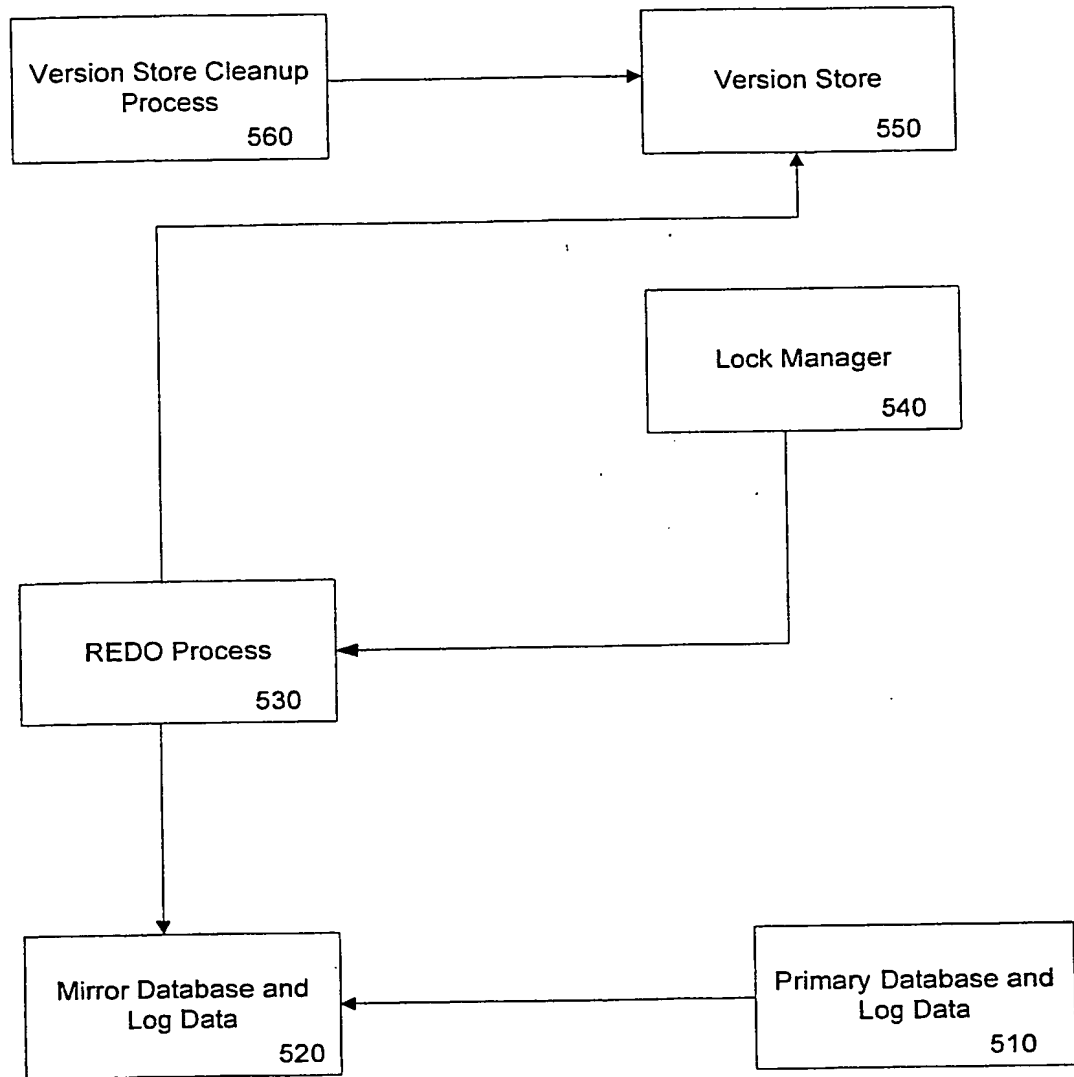 Version Store Cleanup
Process
560
Version Store
550
Lock Manager
540
REDO Process
530
Mirror Database and
Log Data
520
Primary Database and
Log Data
510